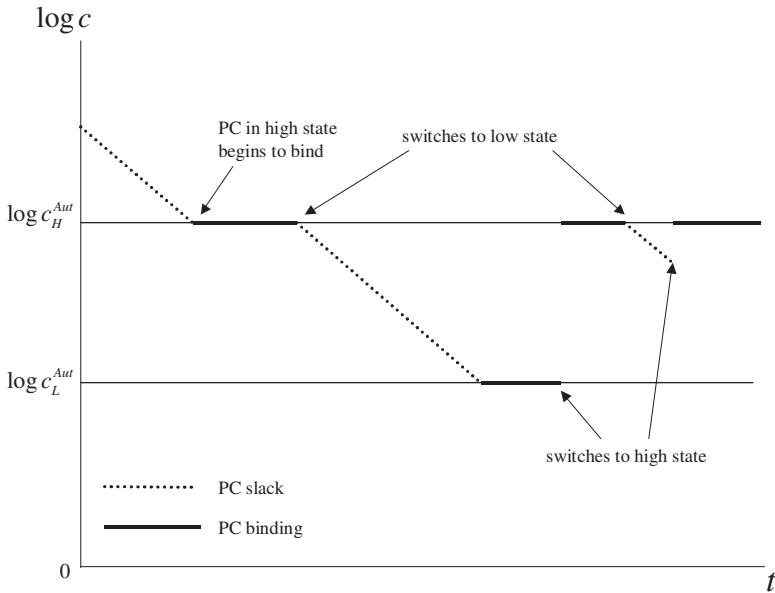 log c
PC in high state
begins to bind
switches to low state
log c_H^Aut
log c_L^Aut
switches to high state
PC slack
PC binding
0
t